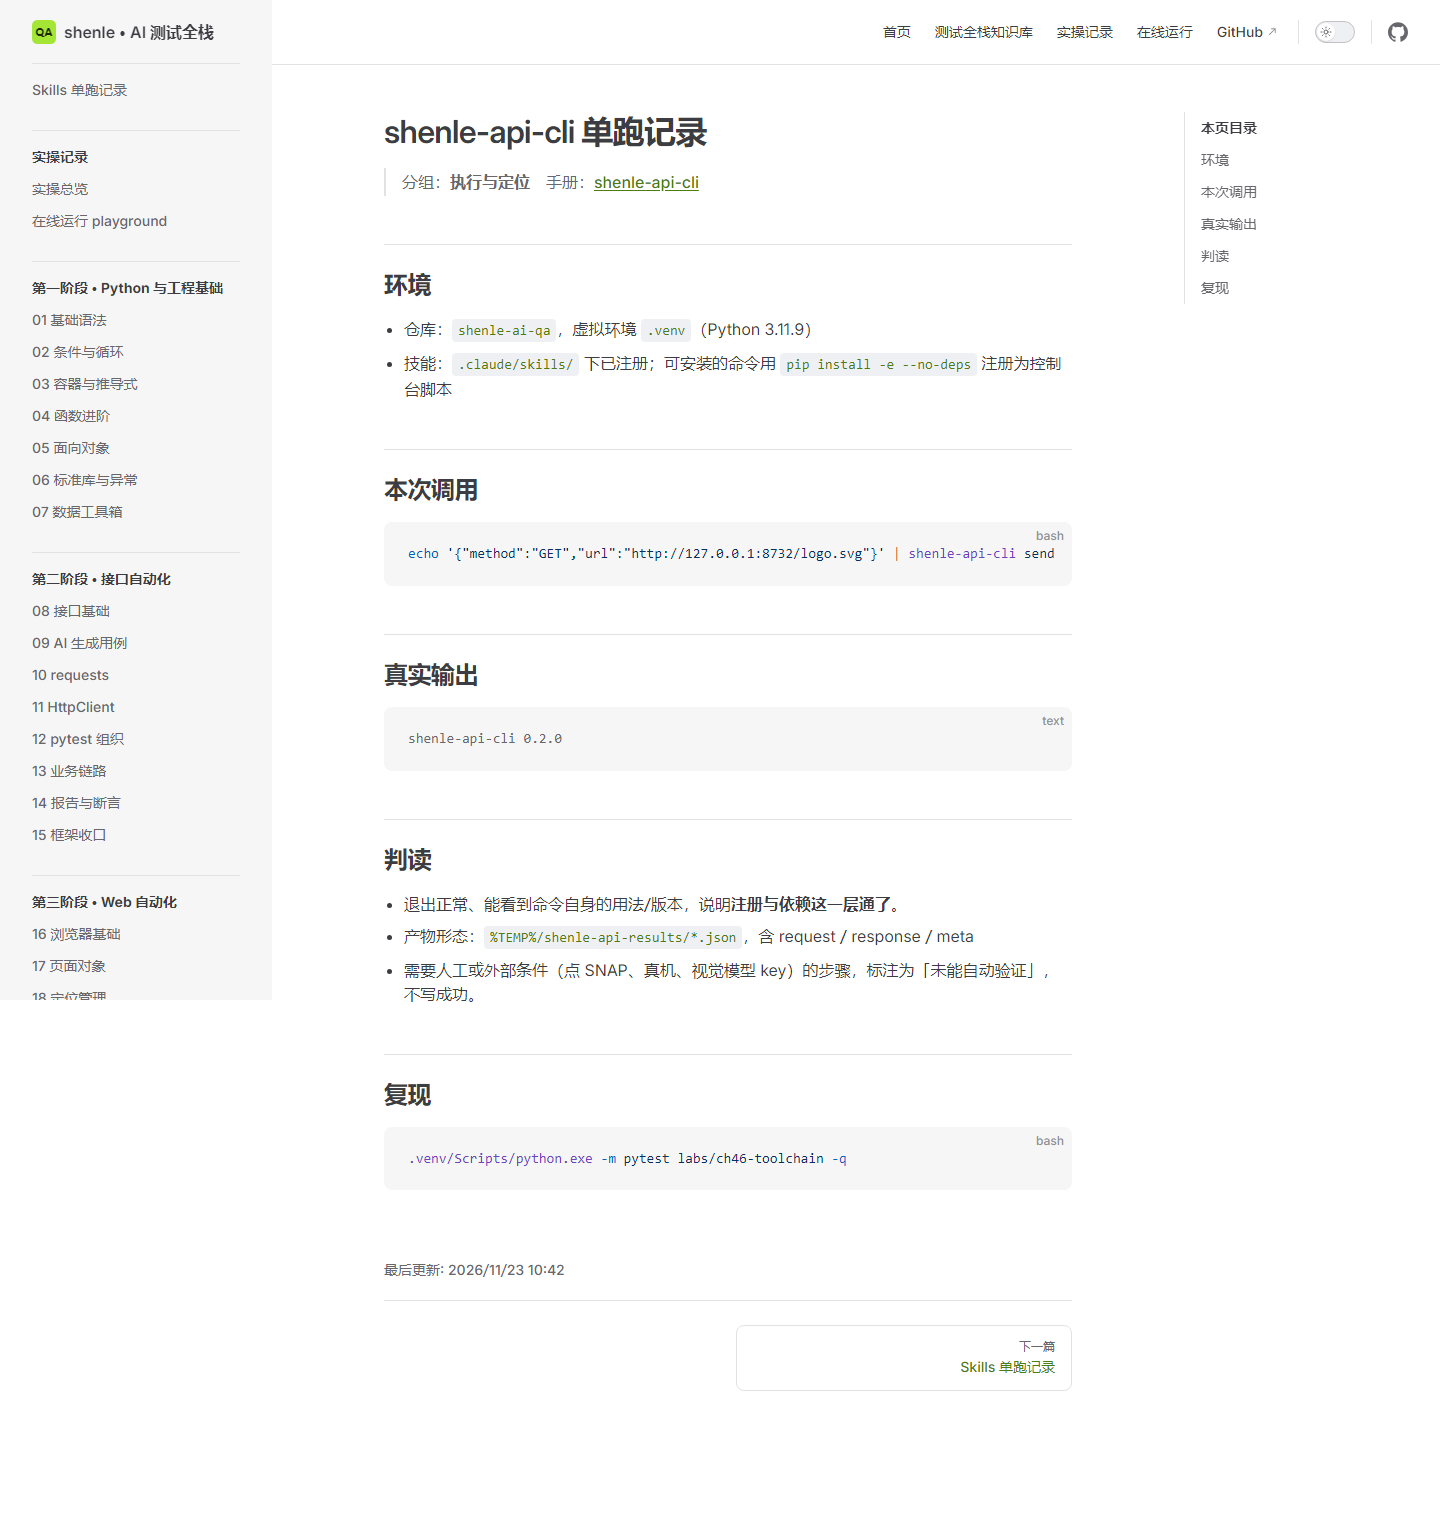 QA shenle • AI 测试全栈
首页 测试全栈知识库 实操记录 在线运行 GitHub ↗
Skills 单跑记录
实操记录
实操总览
在线运行 playground
第一阶段 • Python 与工程基础
01 基础语法
02 条件与循环
03 容器与推导式
04 函数进阶
05 面向对象
06 标准库与异常
07 数据工具箱
第二阶段 • 接口自动化
08 接口基础
09 AI 生成用例
10 requests
11 HttpClient
12 pytest 组织
13 业务链路
14 报告与断言
15 框架收口
第三阶段 • Web 自动化
16 浏览器基础
17 页面对象
18 定位管理
shenle-api-cli 单跑记录
分组：执行与定位 手册：shenle-api-cli
环境
仓库：shenle-ai-qa，虚拟环境 .venv（Python 3.11.9）
技能：.claude/skills/ 下已注册；可安装的命令用 pip install -e --no-deps 注册为控制
台脚本
本次调用
bash
echo '{"method":"GET","url":"http://127.0.0.1:8732/logo.svg"}' | shenle-api-cli send
真实输出
text
shenle-api-cli 0.2.0
判读
退出正常、能看到命令自身的用法/版本，说明注册与依赖这一层通了。
产物形态：%TEMP%/shenle-api-results/*.json，含 request / response / meta
需要人工或外部条件（点 SNAP、真机、视觉模型 key）的步骤，标注为「未能自动验证」，
不写成功。
复现
bash
.venv/Scripts/python.exe -m pytest labs/ch46-toolchain -q
最后更新: 2026/11/23 10:42
下一篇
Skills 单跑记录
本页目录
环境
本次调用
真实输出
判读
复现